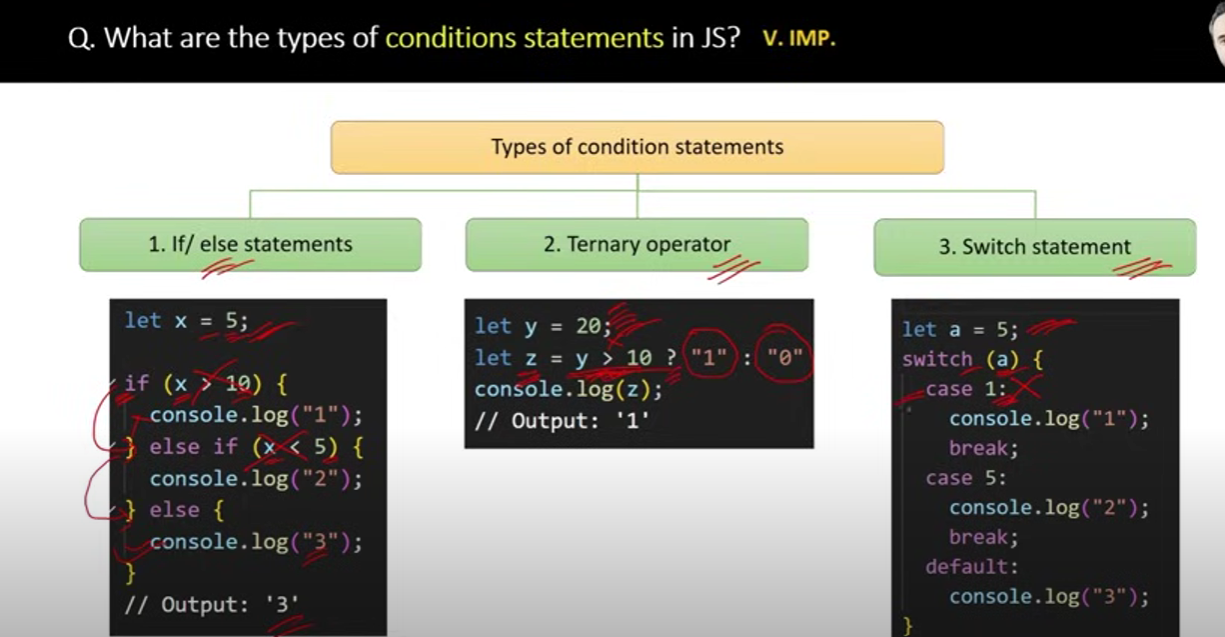 Q. What are the types of conditions statements in JS? V. IMP.
Types of condition statements
1. If/ else statements
let x = 5;
if (x > 10) {
console.log("1");
} else if (x < 5) {
console.log("2");
} else {
console.log("3");
}
// Output: '3'
2. Ternary operator
let y = 20;
let z = y > 10 ? "1" : "0"
console.log(z);
// Output: '1'
3. Switch statement
let a = 5;
switch (a) {
case 1:
console.log("1");
break;
case 5:
console.log("2");
break;
default:
console.log("3");
}